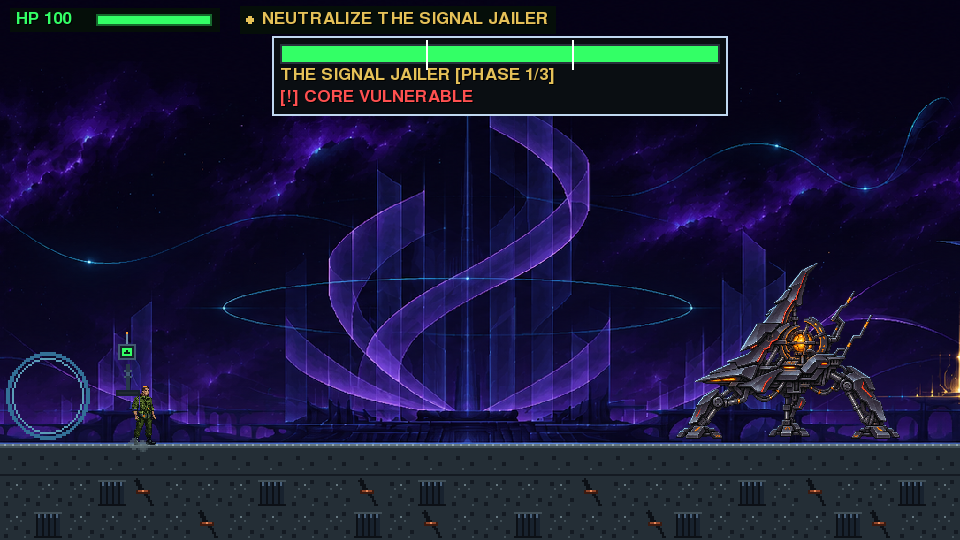 HP 100
NEUTRALIZE THE SIGNAL JAILER
THE SIGNAL JAILER [PHASE 1/3]
[!] CORE VULNERABLE